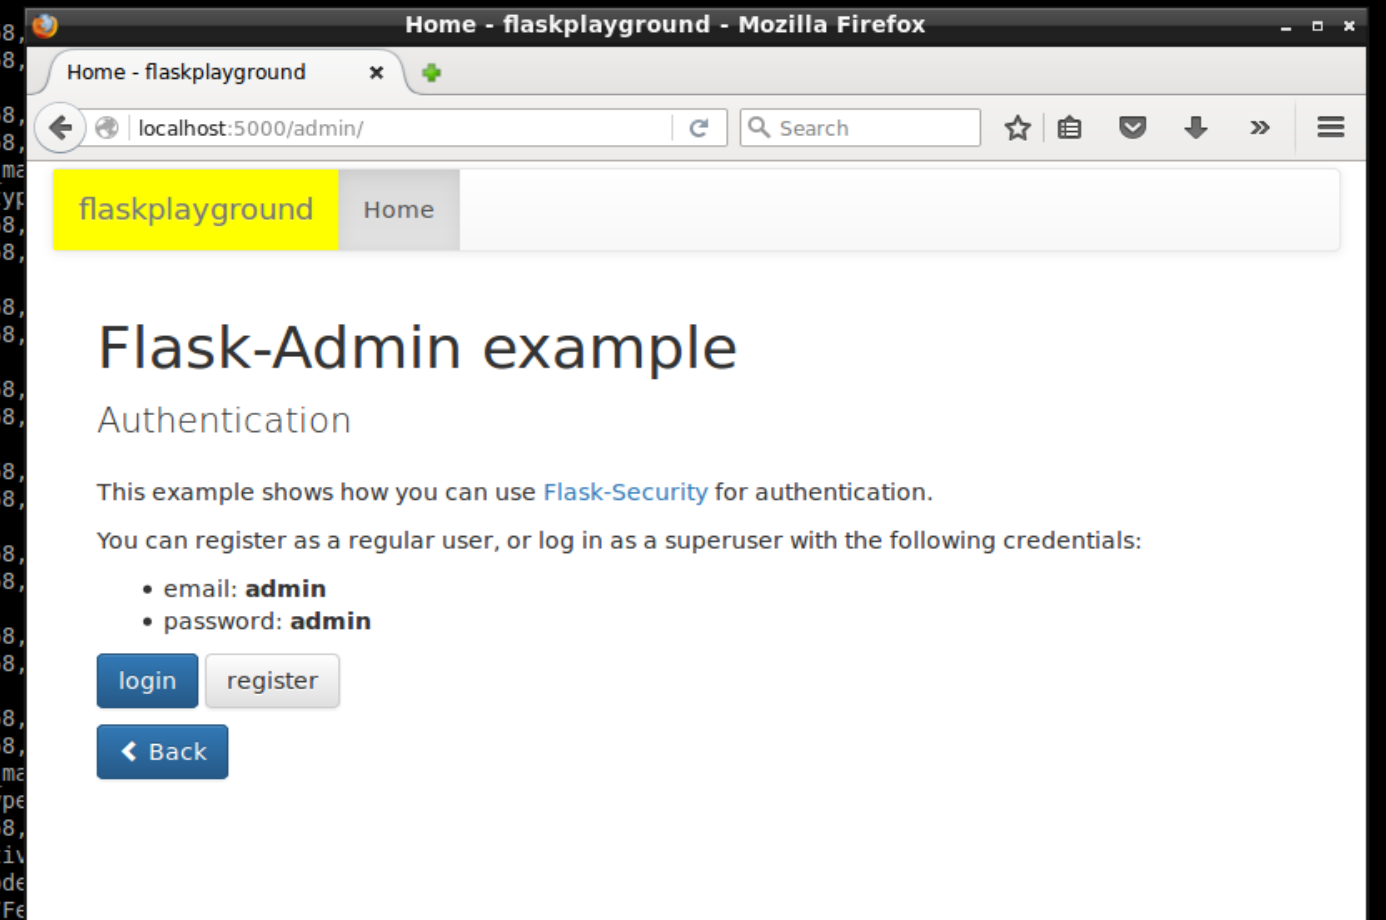 Home - flaskplayground - Mozilla Firefox
Home - flaskplayground
localhost:5000/admin/
Search
flaskplayground
Home
Flask-Admin example
Authentication
This example shows how you can use Flask-Security for authentication.
You can register as a regular user, or log in as a superuser with the following credentials:
• email: admin
• password: admin
login
register
Back